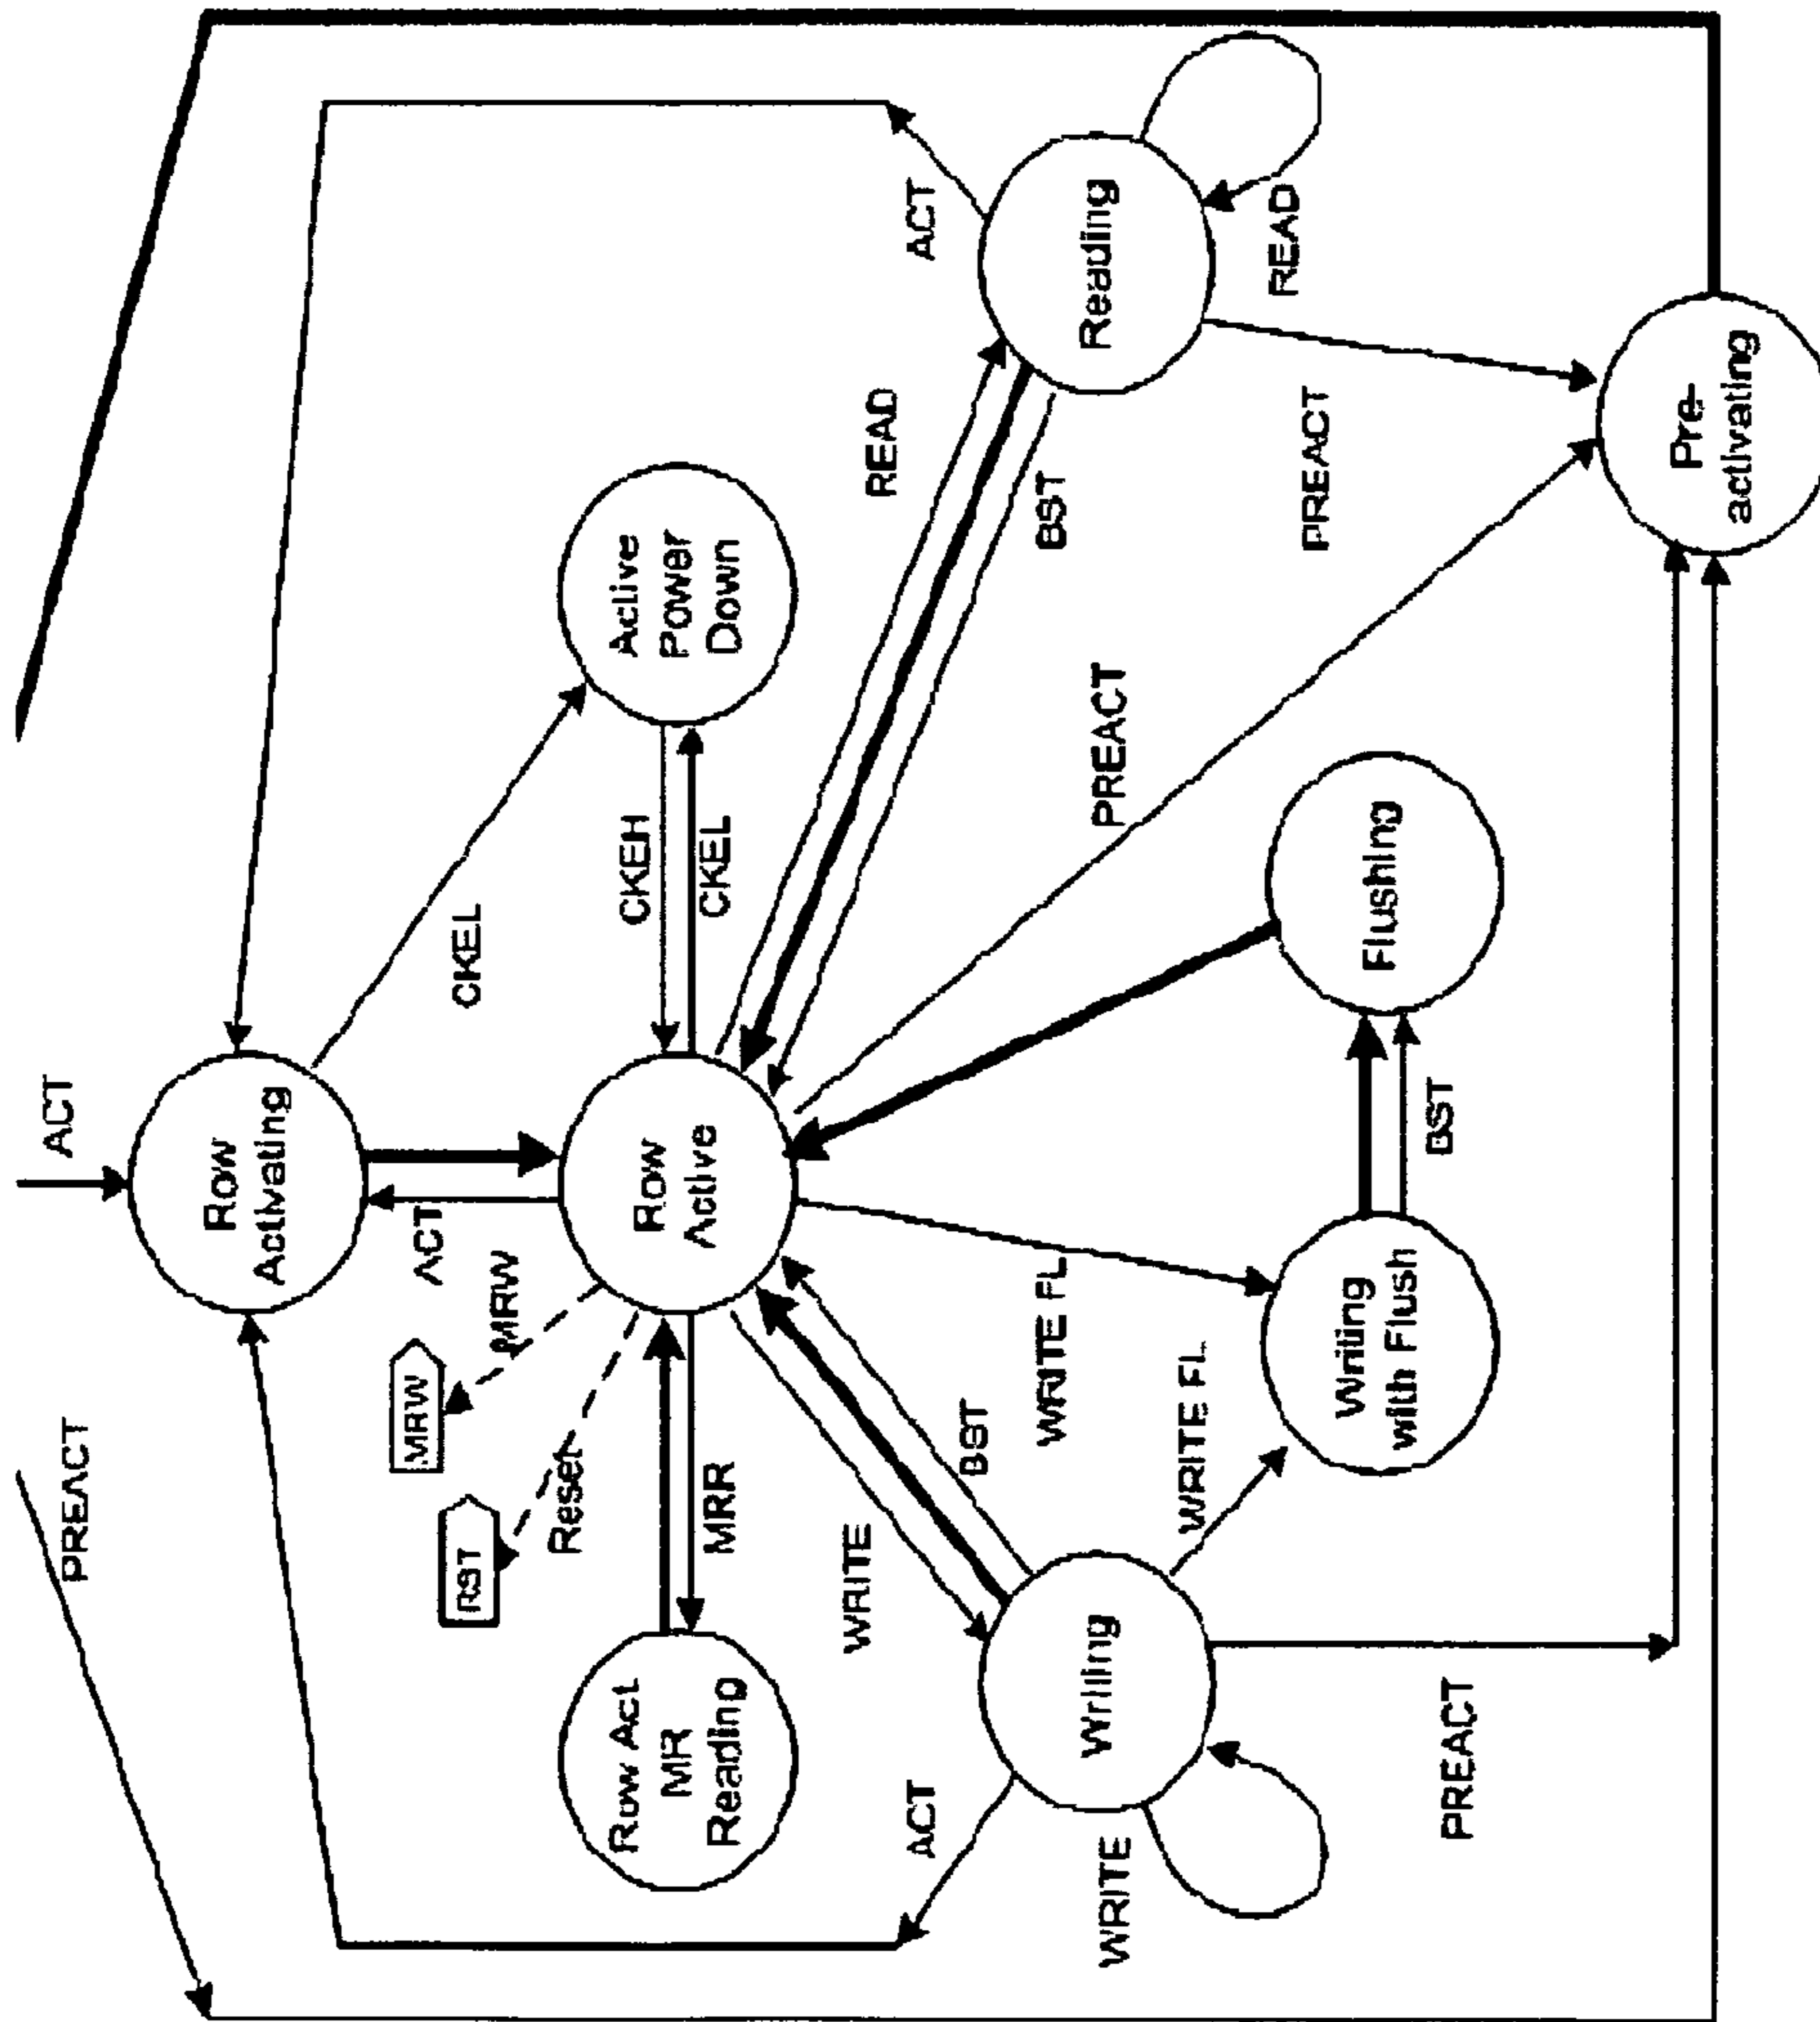 PREACT
ACT
Row
Activating
MRW
ACT
RST
CKEL
MRW
Reset
Row Act
MR
Reading
MRR
Row
Active
CKEH
CKEL
Active
Power
Down
WRITE
READ
ACT
ACT
BST
WRITE FL
BST
Writing
Reading
WRITE
PREACT
WRITE FL
READ
PREACT
Writing
with Flush
Flushing
BST
PREACT
Pre-
activating